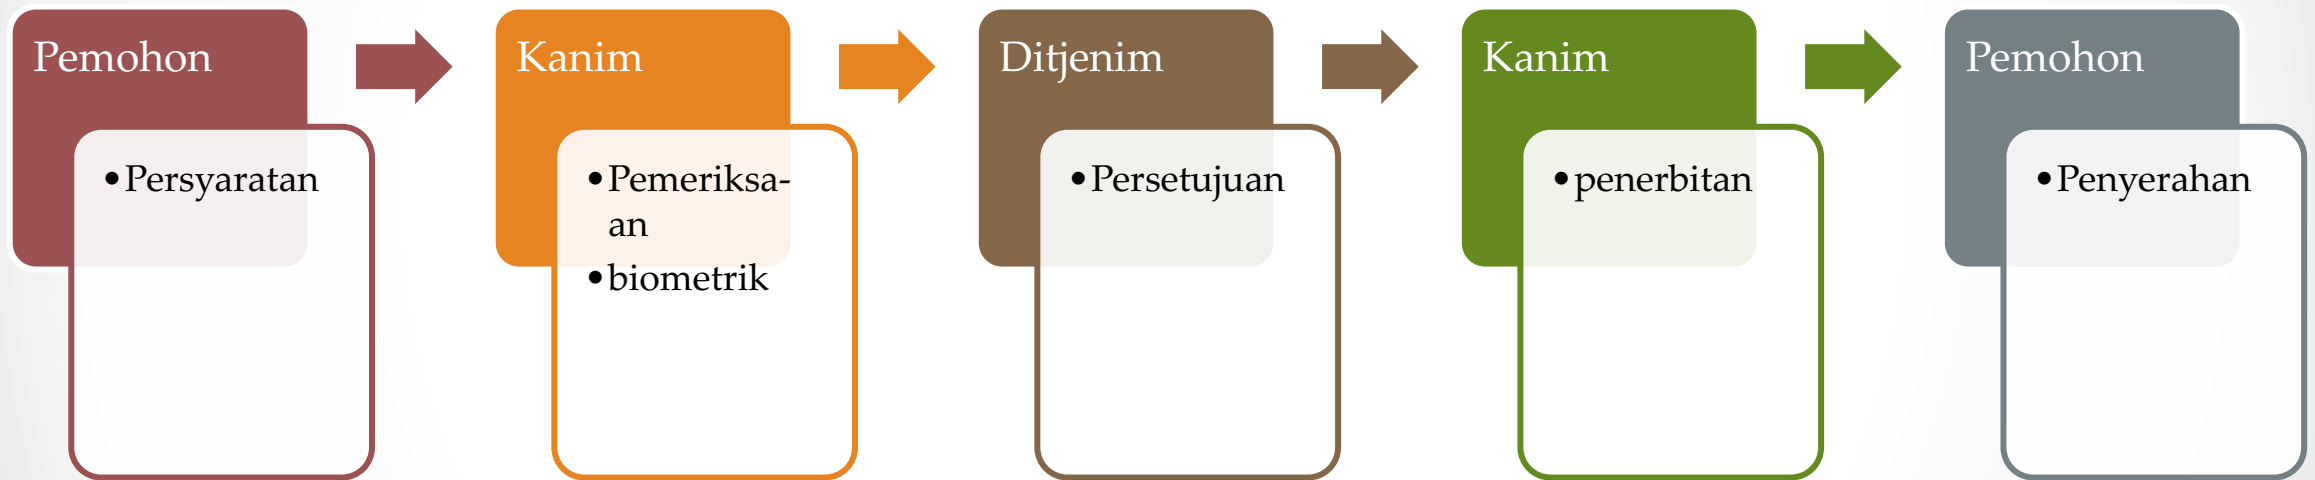 Pemohon
•Persyaratan
Kanim
•Pemeriksa-
an
•biometrik
Ditjenim
•Persetujuan
Kanim
•penerbitan
Pemohon
•Penyerahan